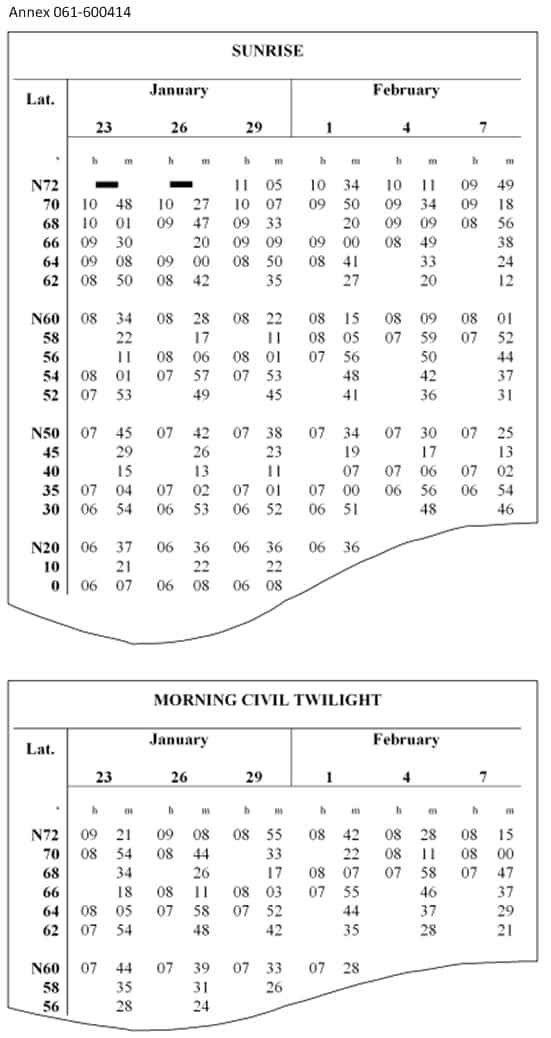 Annex 061-600414
SUNRISE
Lat. January February
23 26 29 1 4 7
° h m h m h m h m h m h m
N72 11 05 10 34 10 11 09 49
70 10 48 10 27 10 07 09 50 09 34 09 18
68 10 01 09 47 09 33 20 09 09 08 56
66 09 30 20 09 09 09 00 08 49 38
64 09 08 09 00 08 50 08 41 33 24
62 08 50 08 42 35 27 20 12
N60 08 34 08 28 08 22 08 15 08 09 08 01
58 22 17 11 08 05 07 59 07 52
56 11 08 06 08 01 07 56 50 44
54 08 01 07 57 07 53 48 42 37
52 07 53 49 45 41 36 31
N50 07 45 07 42 07 38 07 34 07 30 07 25
45 29 26 23 19 17 13
40 15 13 11 07 07 06 07 02
35 07 04 07 02 07 01 07 00 06 56 06 54
30 06 54 06 53 06 52 06 51 48 46
N20 06 37 06 36 06 36 06 36
10 21 22 22
0 06 07 06 08 06 08
MORNING CIVIL TWILIGHT
Lat. January February
23 26 29 1 4 7
° h m h m h m h m h m h m
N72 09 21 09 08 08 55 08 42 08 28 08 15
70 08 54 08 44 33 22 08 11 08 00
68 34 26 17 08 07 07 58 07 47
66 18 08 11 08 03 07 55 46 37
64 08 05 07 58 07 52 44 37 29
62 07 54 48 42 35 28 21
N60 07 44 07 39 07 33 07 28
58 35 31 26
56 28 24